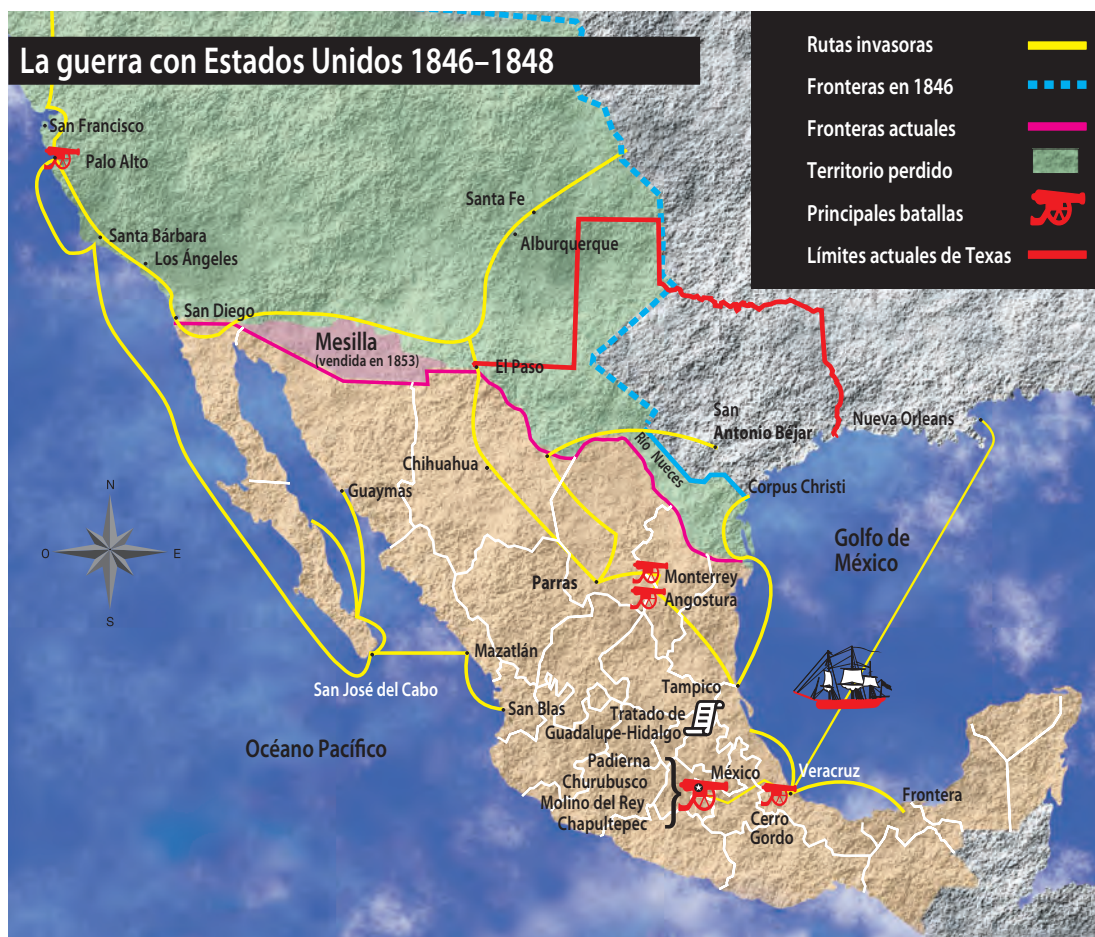 La guerra con Estados Unidos 1846–1848
Rutas invasoras
Fronteras en 1846
Fronteras actuales
Territorio perdido
Principales batallas
Límites actuales de Texas
San Francisco
Palo Alto
Santa Bárbara
Los Ángeles
San Diego
Santa Fe
Alburquerque
Mesilla
(vendida en 1853)
El Paso
San
Antonio Béjar
Nueva Orleans
Río Nueces
Corpus Christi
Chihuahua
Guaymas
Golfo de
México
N
O
E
S
Parras
Monterrey
Angostura
Mazatlán
San José del Cabo
San Blas
Tampico
Tratado de
Guadalupe-Hidalgo
Océano Pacífico
Padierna
Churubusco
Molino del Rey
Chapultepec
México
Veracruz
Cerro
Gordo
Frontera